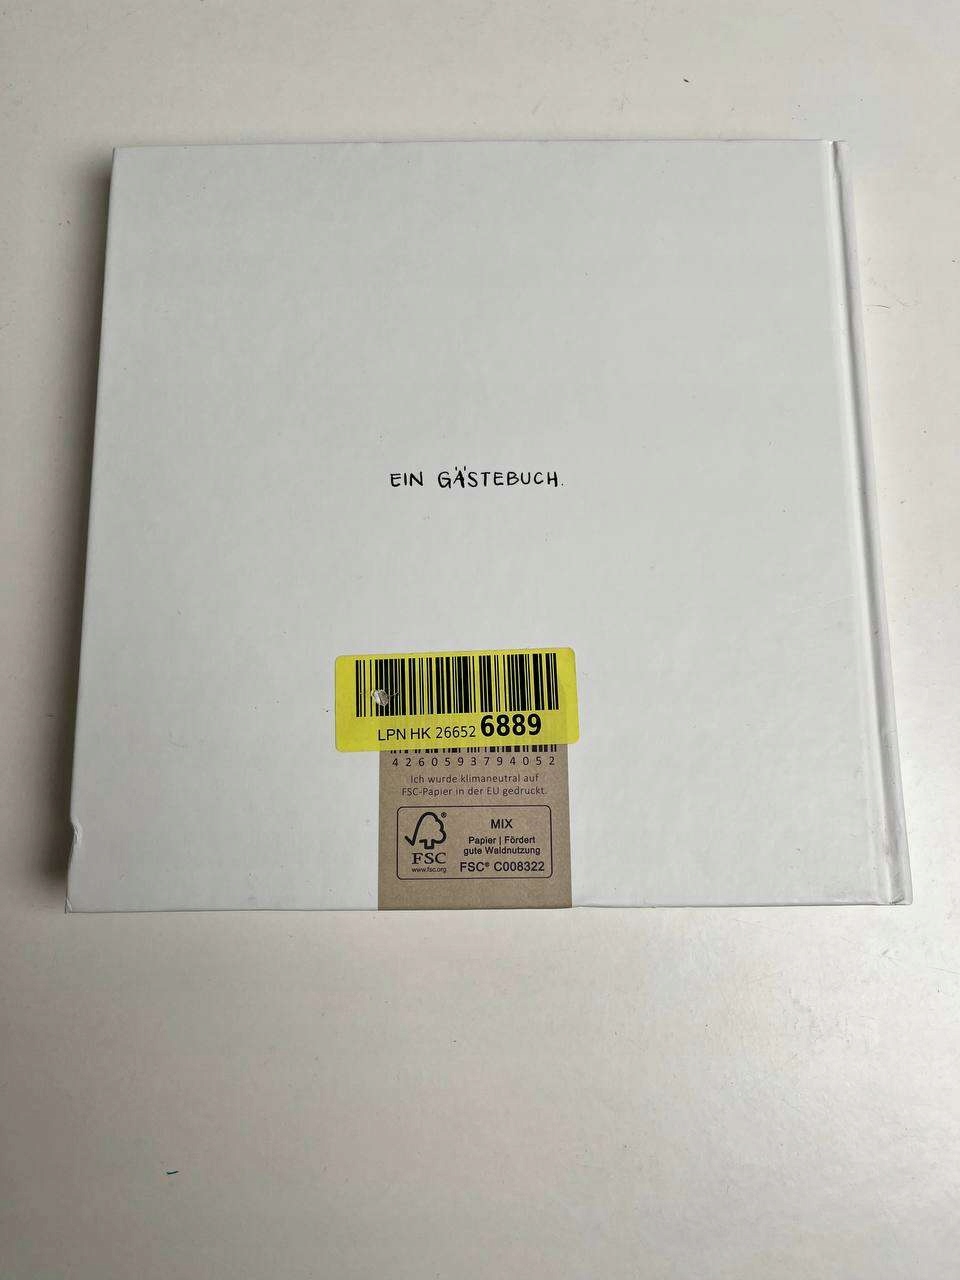 EIN GÄSTEBUCH.
LPN HK 26652 6889
4260593794052
Ich wurde klimaneutral auf
FSC-Papier in der EU gedruckt.
FSC®
www.fsc.org
MIX
Papier | Fördert
gute Waldnutzung
FSC® C008322